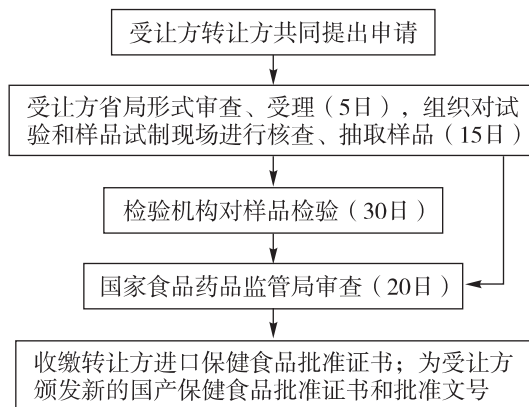 受让方转让方共同提出申请
受让方省局形式审查、受理（5日），组织对试
验和样品试制现场进行核查、抽取样品（15日）
检验机构对样品检验（30日）
国家食品药品监管局审查（20日）
收缴转让方进口保健食品批准证书；为受让方
颁发新的国产保健食品批准证书和批准文号